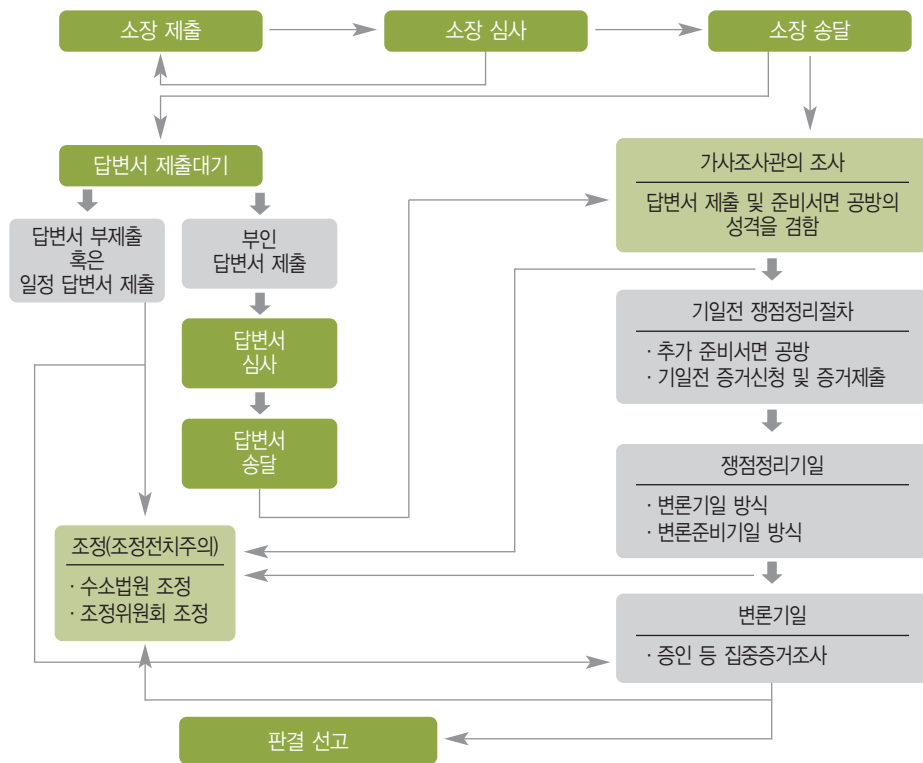 소장 제출
소장 심사
소장 송달
답변서 제출대기
답변서 부제출
혹은
일정 답변서 제출
부인
답변서 제출
답변서
심사
답변서
송달
조정(조정전치주의)
· 수소법원 조정
· 조정위원회 조정
가사조사관의 조사
답변서 제출 및 준비서면 공방의
성격을 겸함
기일전 쟁점정리절차
· 추가 준비서면 공방
· 기일전 증거신청 및 증거제출
쟁점정리기일
· 변론기일 방식
· 변론준비기일 방식
변론기일
· 증인 등 집중증거조사
판결 선고